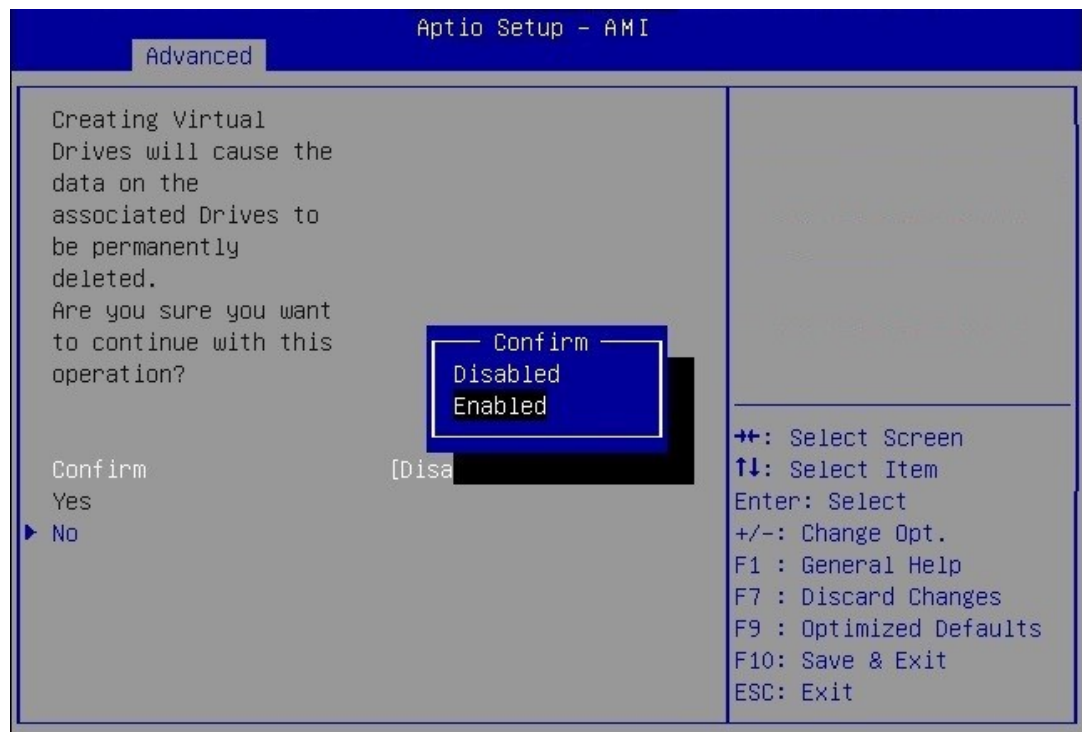 Aptio Setup – AMI
Advanced
Creating Virtual
Drives will cause the
data on the
associated Drives to
be permanently
deleted.
Are you sure you want
to continue with this
operation?
Confirm
Disabled
Enabled
Confirm [Disa
Yes
No
→←: Select Screen
↑↓: Select Item
Enter: Select
+/-: Change Opt.
F1 : General Help
F7 : Discard Changes
F9 : Optimized Defaults
F10: Save & Exit
ESC: Exit